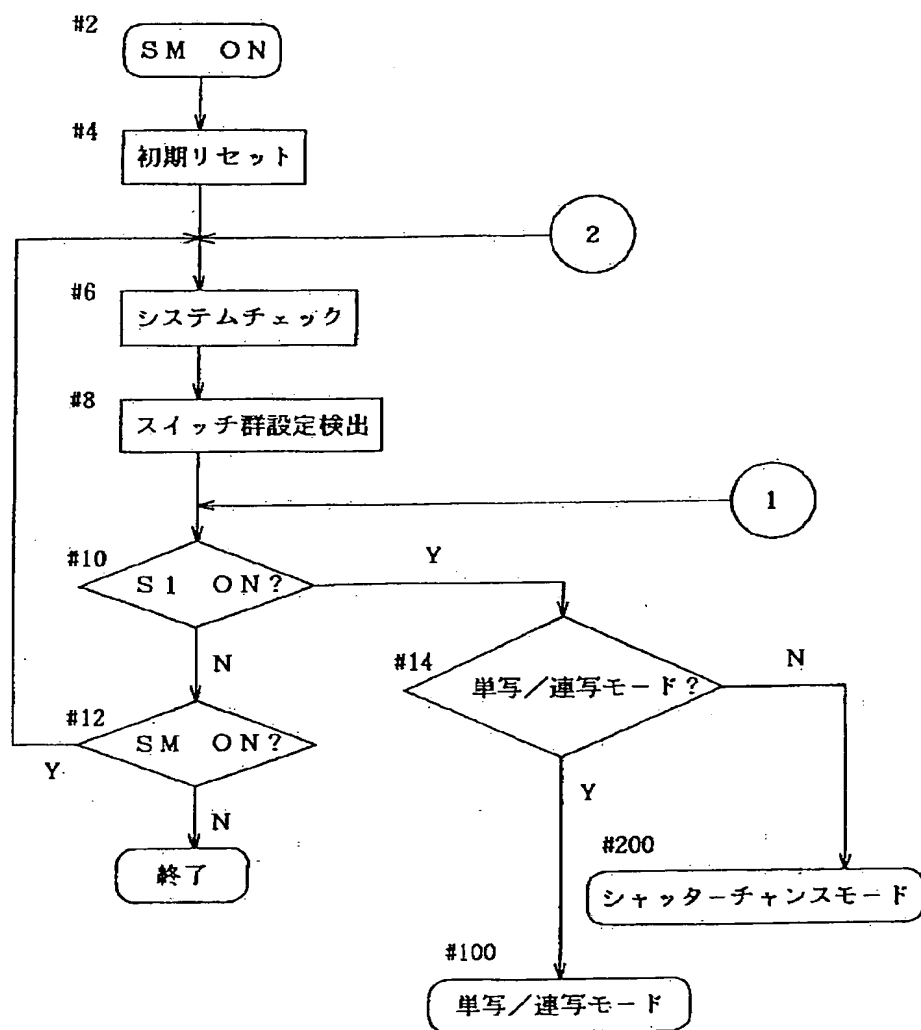 #2
SM ON
#4
初期リセット
2
#6
システムチェック
#8
スイッチ群設定検出
1
#10
S1 ON?
Y
N
#14
単写/連写モード?
N
#12
SM ON?
Y
Y
N
終了
#200
シャッターチャンスモード
#100
単写/連写モード